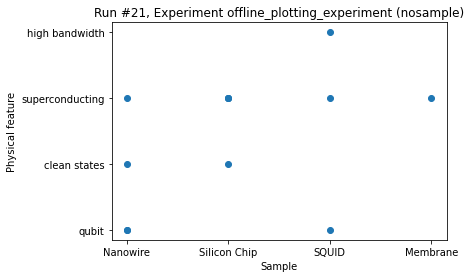 Run #21, Experiment offline_plotting_experiment (nosample)
high bandwidth
superconducting
clean states
qubit
Physical feature
Nanowire Silicon Chip SQUID Membrane
Sample